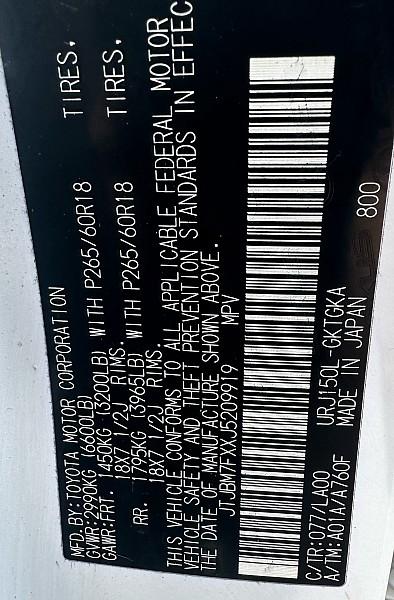 MFD.BY:TOYOTA MOTOR CORPORATION
GVWR:2990KG (6600LB)
GAWR:FRT. 1450KG (3200LB) WITH P265/60R18 TIRES,
18X7 1/2J RIMS.
RR. 1795KG (3965LB) WITH P265/60R18 TIRES,
18X7 1/2J RIMS
THIS VEHICLE CONFORMS TO ALL APPLICABLE FEDERAL MOTOR
VEHICLE SAFETY AND THEFT PREVENTION STANDARDS IN EFFEC
THE DATE OF MANUFACTURE SHOWN ABOVE.
JTJBM7FXXJ5209919 MPV
C/TR:077/LA00 URJ150L-GKTGKA
A/TM:A01A/A760F MADE IN JAPAN 800